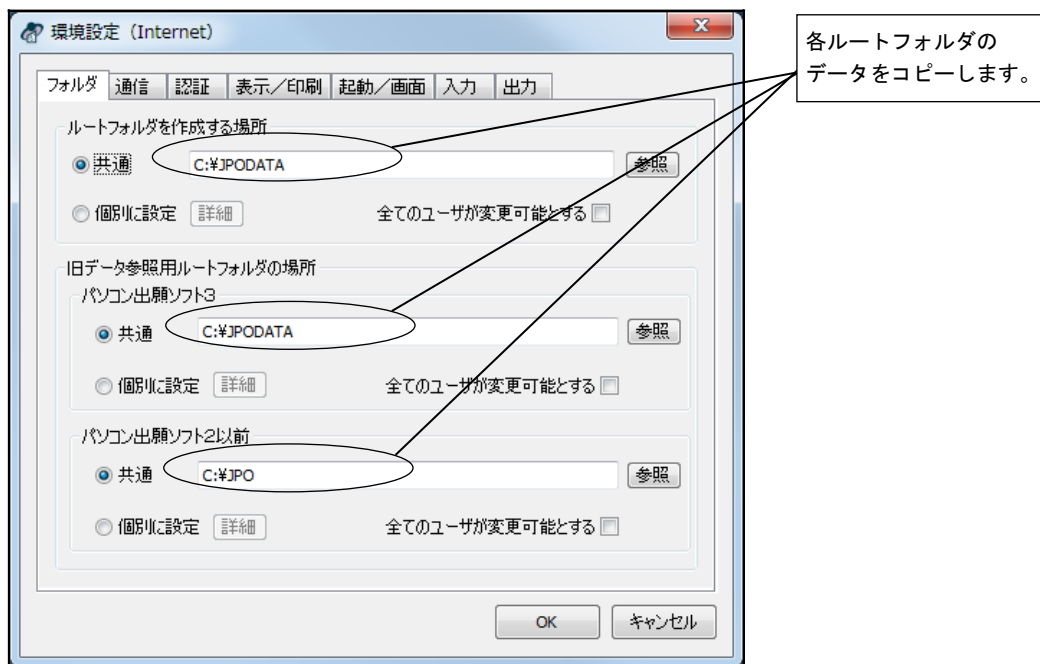 環境設定（Internet）
各ルートフォルダの
データをコピーします。
フォルダ 通信 認証 表示／印刷 起動／画面 入力 出力
ルートフォルダを作成する場所
共通 C:¥JPODATA 参照
個別に設定 詳細 全てのユーザが変更可能とする
旧データ参照用ルートフォルダの場所
パソコン出願ソフト3
共通 C:¥JPODATA 参照
個別に設定 詳細 全てのユーザが変更可能とする
パソコン出願ソフト2以前
共通 C:¥JPO 参照
個別に設定 詳細 全てのユーザが変更可能とする
OK キャンセル